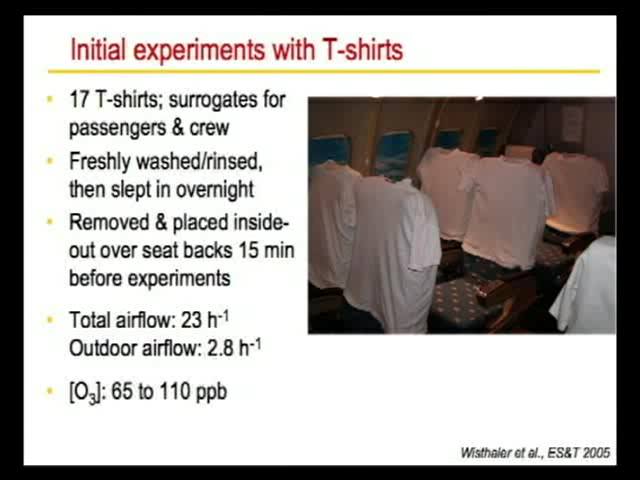 Initial experiments with T-shirts
• 17 T-shirts; surrogates for
passengers & crew
• Freshly washed/rinsed,
then slept in overnight
• Removed & placed inside-
out over seat backs 15 min
before experiments
• Total airflow: 23 h⁻¹
Outdoor airflow: 2.8 h⁻¹
• [O₃]: 65 to 110 ppb
Wisthaler et al., ES&T 2005